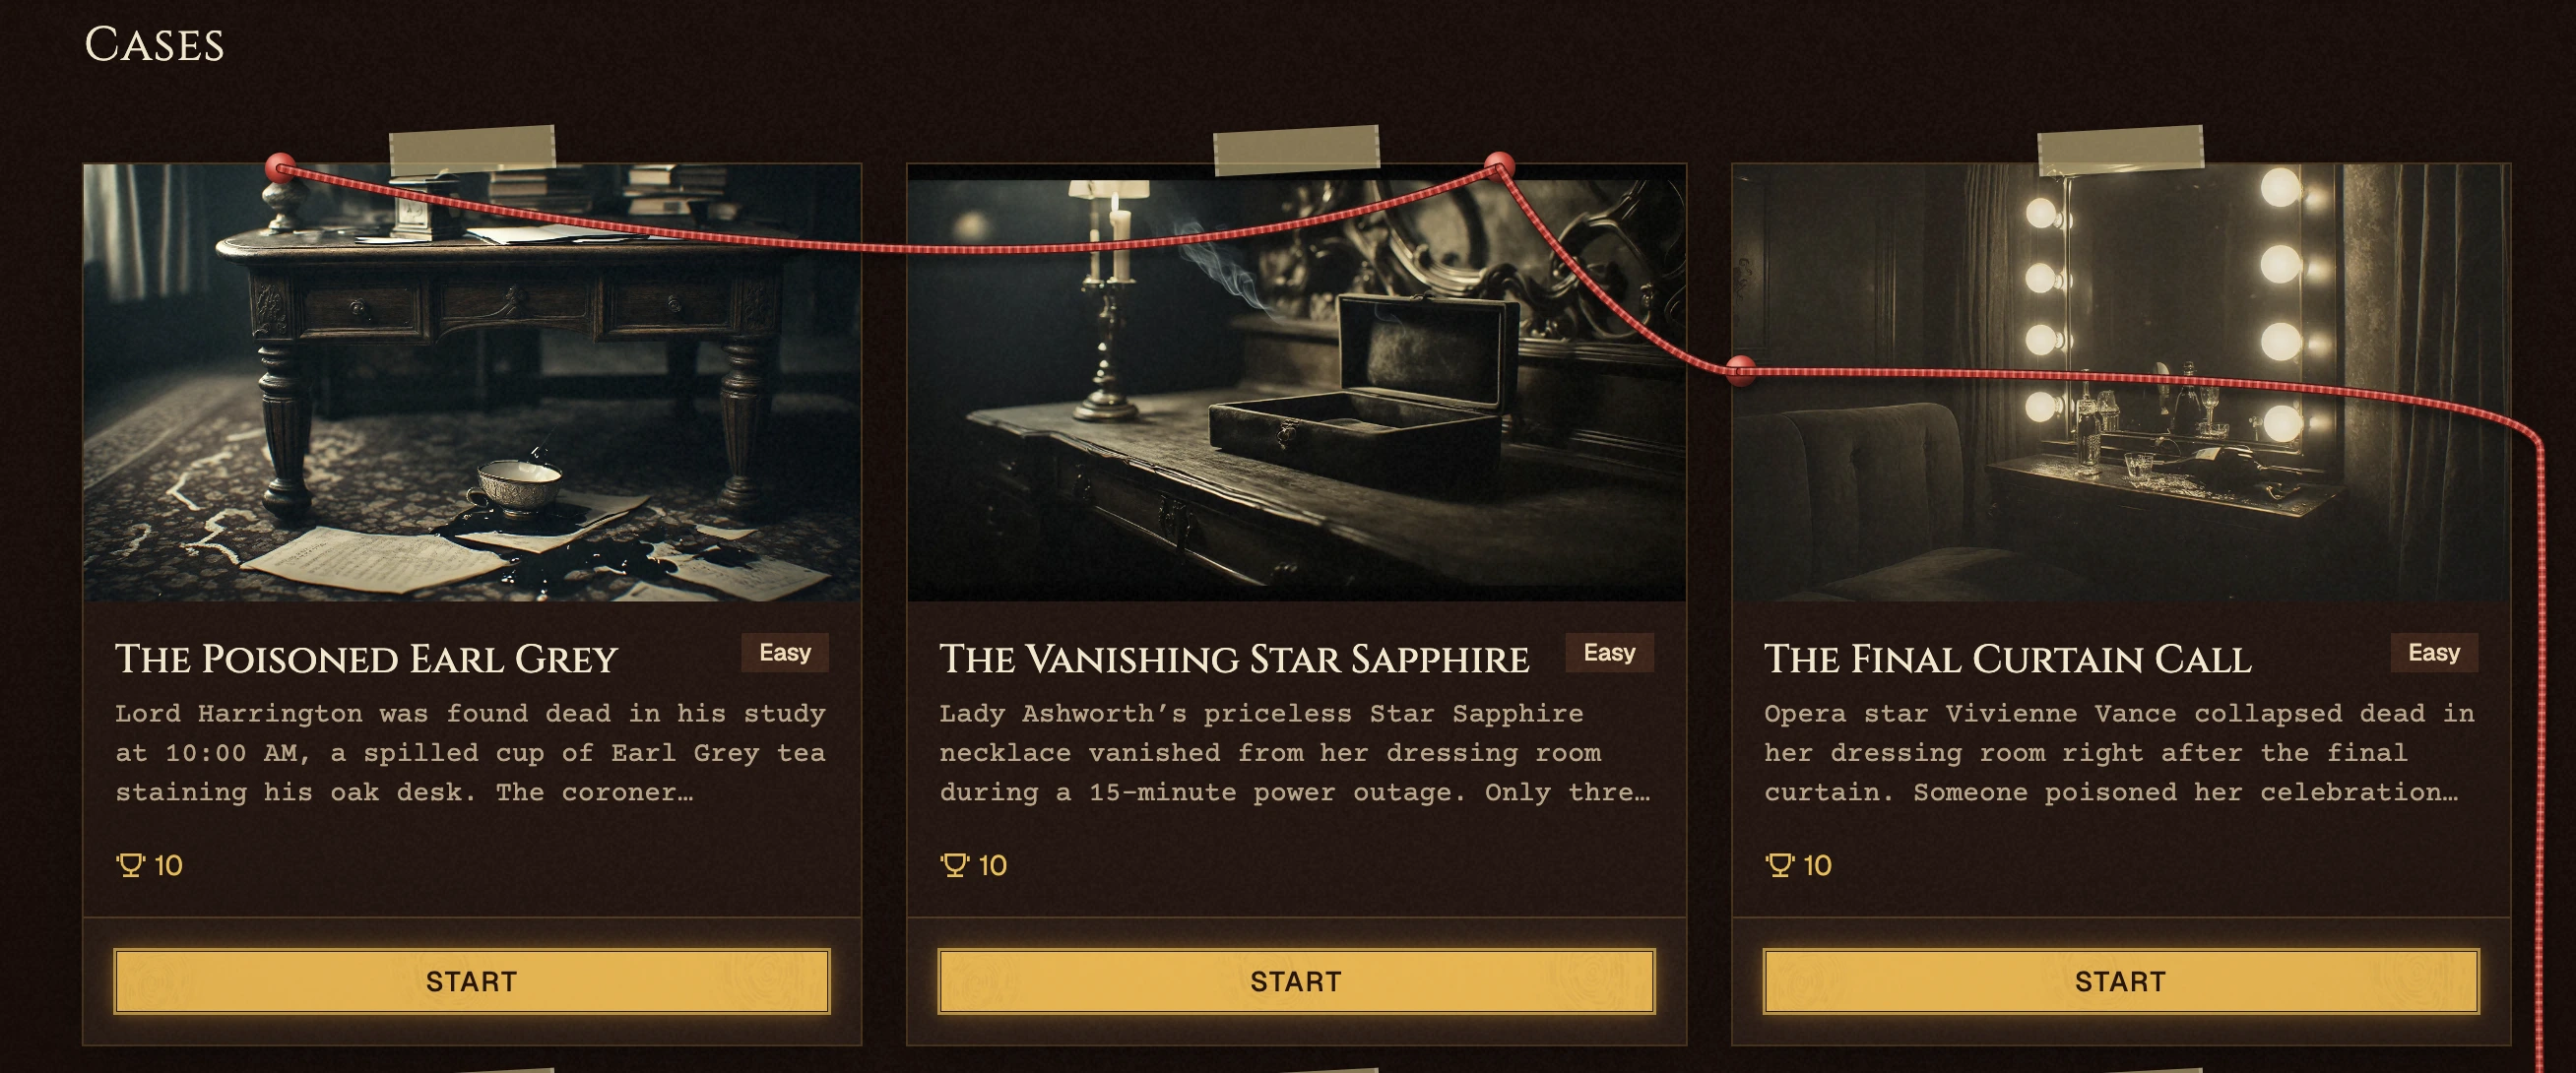 Cases
The Poisoned Earl Grey
Easy
Lord Harrington was found dead in his study
at 10:00 AM, a spilled cup of Earl Grey tea
staining his oak desk. The coroner…
10
START
The Vanishing Star Sapphire
Easy
Lady Ashworth’s priceless Star Sapphire
necklace vanished from her dressing room
during a 15-minute power outage. Only thre…
10
START
The Final Curtain Call
Easy
Opera star Vivienne Vance collapsed dead in
her dressing room right after the final
curtain. Someone poisoned her celebration…
10
START